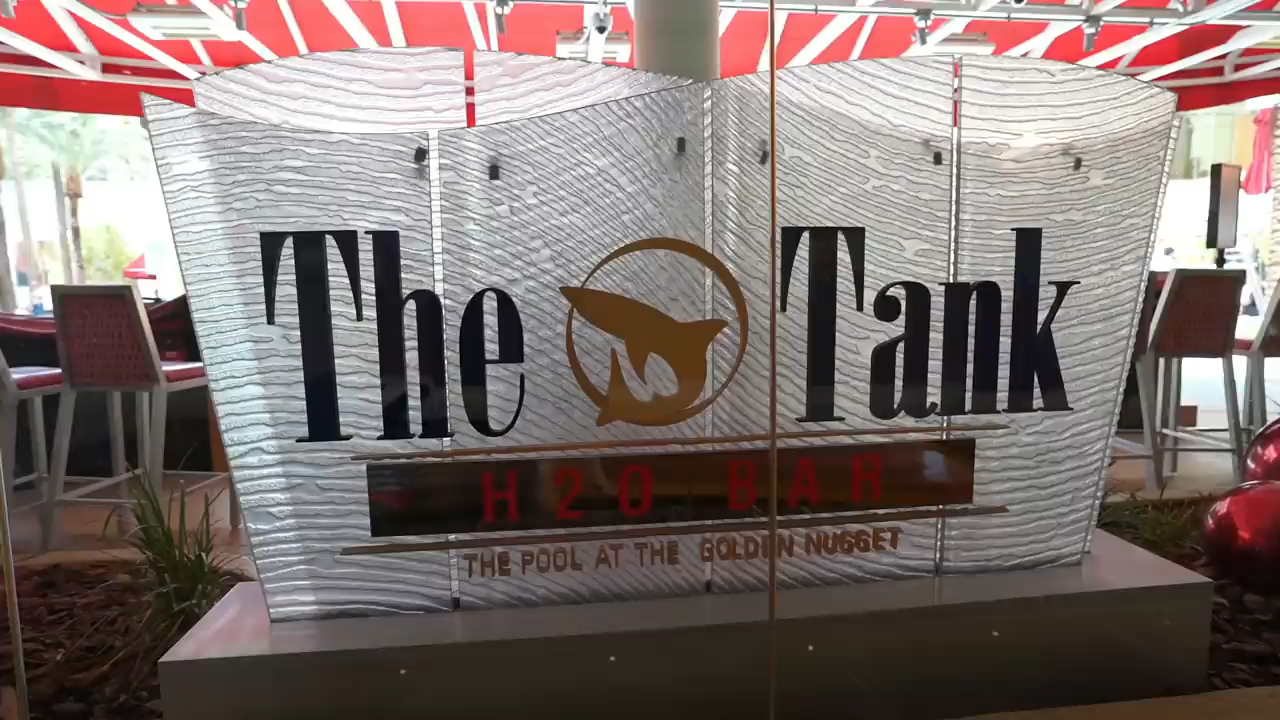 The Tank
H2O BAR
THE POOL AT THE GOLDEN NUGGET